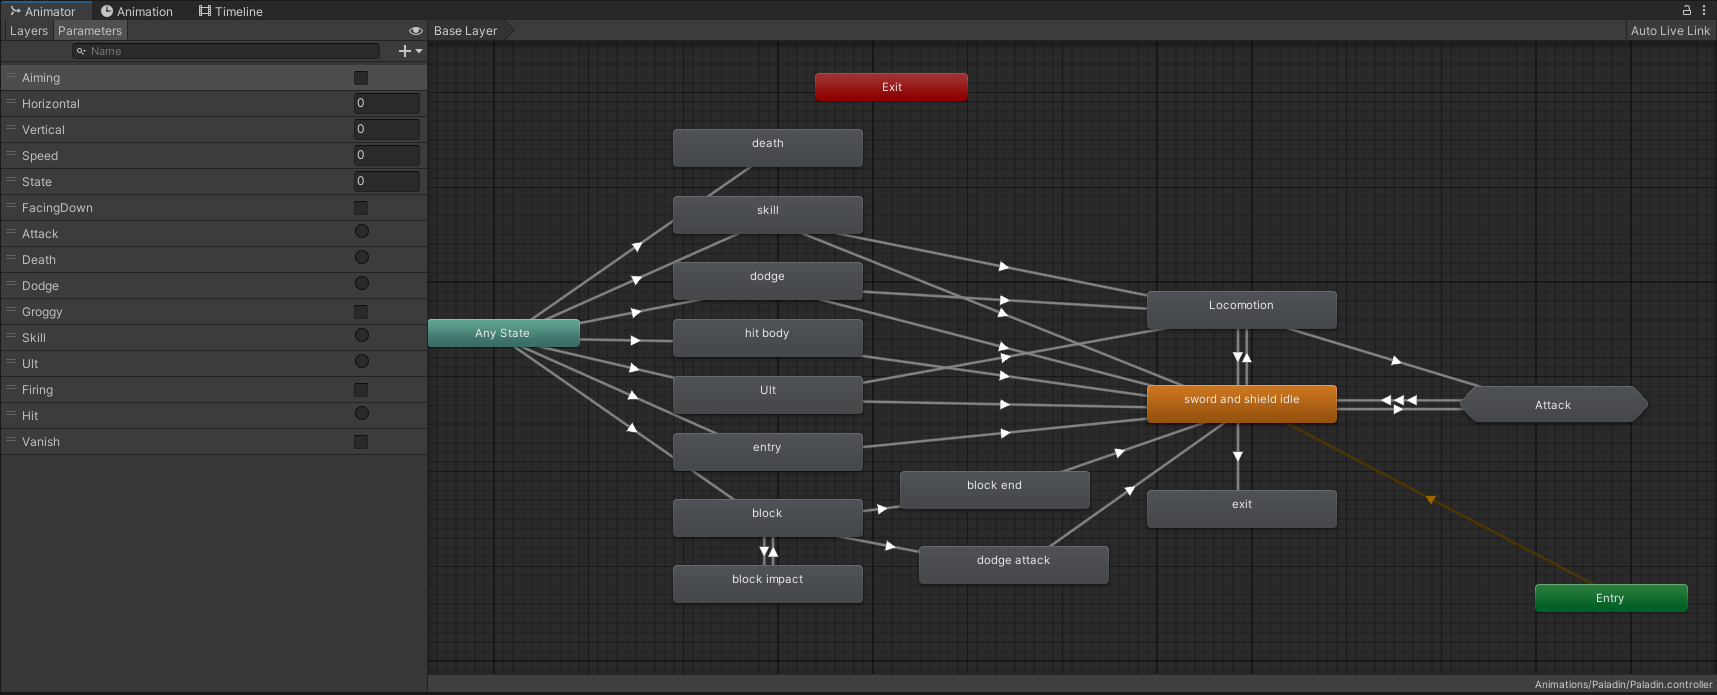 Animator Animation Timeline
Layers Parameters Base Layer Auto Live Link
Name
Aiming
Horizontal 0
Vertical 0
Speed 0
State 0
FacingDown
Attack
Death
Dodge
Groggy
Skill
Ult
Firing
Hit
Vanish
Exit
death
skill
dodge
Any State
hit body
Ult
entry
block
block impact
block end
dodge attack
Locomotion
sword and shield idle
exit
Attack
Entry
Animations/Paladin/Paladin.controller